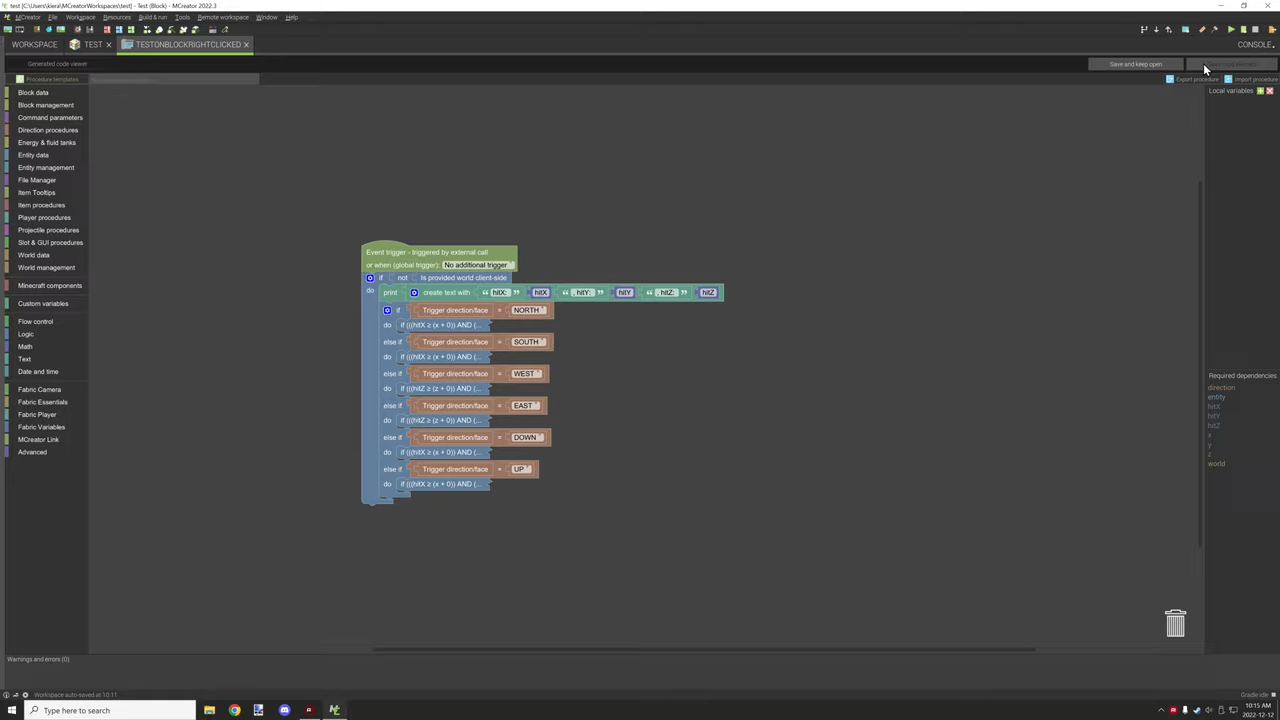 test [C:\Users\kiera\MCreatorWorkspaces\test] - Test (Block) - MCreator 2022.3
MCreator File Workspace Resources Build & run Tools Remote workspace Window Help
WORKSPACE TEST TESTONBLOCKRIGHTCLICKED CONSOLE
Generated code viewer Save and keep open
Procedure templates Export procedure Import procedure
Local variables
Block data
Block management
Command parameters
Direction procedures
Energy & fluid tanks
Entity data
Entity management
File Manager
Item Tooltips
Item procedures
Player procedures
Projectile procedures
Slot & GUI procedures
World data
World management
Minecraft components
Custom variables
Flow control
Logic
Math
Text
Date and time
Fabric Camera
Fabric Essentials
Fabric Player
Fabric Variables
MCreator Link
Advanced
Event trigger - triggered by external call
or when (global trigger): No additional trigger
if not Is provided world client-side
do print create text with “ hitX: ” hitX “ , hitY: ” hitY “ , hitZ: ” hitZ
if Trigger direction/face = NORTH
do if (((hitX ≥ (x + 0)) AND (...
else if Trigger direction/face = SOUTH
do if (((hitX ≥ (x + 0)) AND (...
else if Trigger direction/face = WEST
do if (((hitZ ≥ (z + 0)) AND (...
else if Trigger direction/face = EAST
do if (((hitZ ≥ (z + 0)) AND (...
else if Trigger direction/face = DOWN
do if (((hitX ≥ (x + 0)) AND (...
else if Trigger direction/face = UP
do if (((hitX ≥ (x + 0)) AND (...
Required dependencies
direction
entity
hitX
hitY
hitZ
x
y
z
world
Warnings and errors (0)
Workspace auto-saved at 10:11 Gradle idle
Type here to search
10:15 AM
2022-12-12